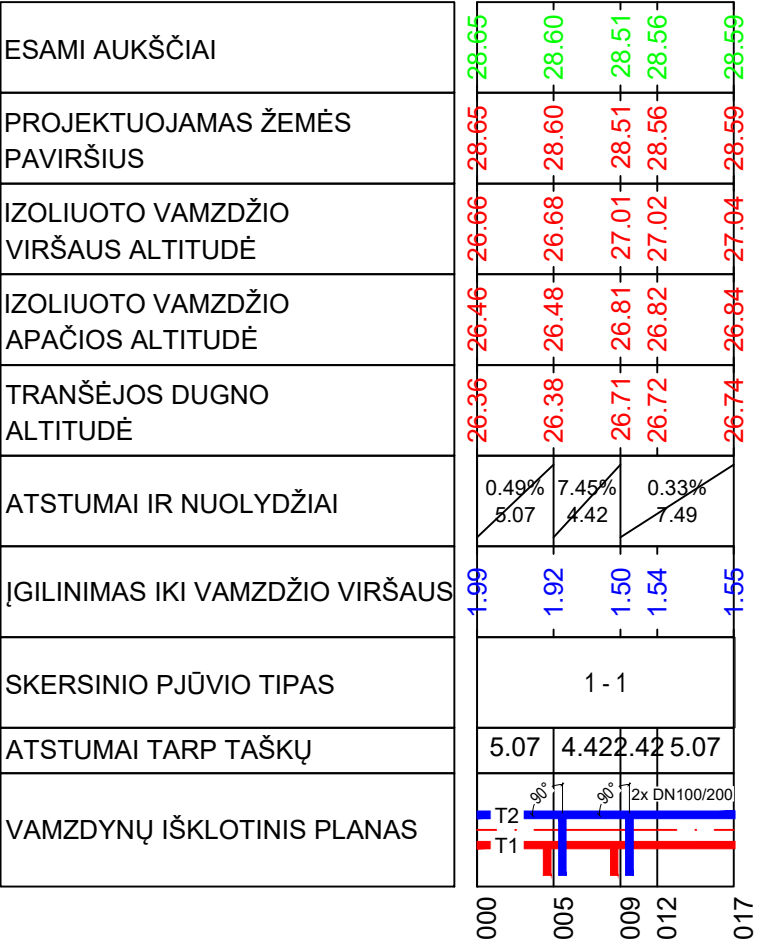 ESAMI AUKŠČIAI
28.65 28.60 28.51 28.56 28.59
PROJEKTUOJAMAS ŽEMĖS
PAVIRŠIUS
28.65 28.60 28.51 28.56 28.59
IZOLIUOTO VAMZDŽIO
VIRŠAUS ALTITUDĖ
26.66 26.68 27.01 27.02 27.04
IZOLIUOTO VAMZDŽIO
APAČIOS ALTITUDĖ
26.46 26.48 26.81 26.82 26.84
TRANŠĖJOS DUGNO
ALTITUDĖ
26.36 26.38 26.71 26.72 26.74
ATSTUMAI IR NUOLYDŽIAI
0.49% 7.45% 0.33%
5.07 4.42 7.49
ĮGILINIMAS IKI VAMZDŽIO VIRŠAUS
1.99 1.92 1.50 1.54 1.55
SKERSINIO PJŪVIO TIPAS
1 - 1
ATSTUMAI TARP TAŠKŲ
5.07 4.42 2.42 5.07
VAMZDYNŲ IŠKLOTINIS PLANAS
90° 90° 2x DN100/200
T2
T1
000 005 009 012 017